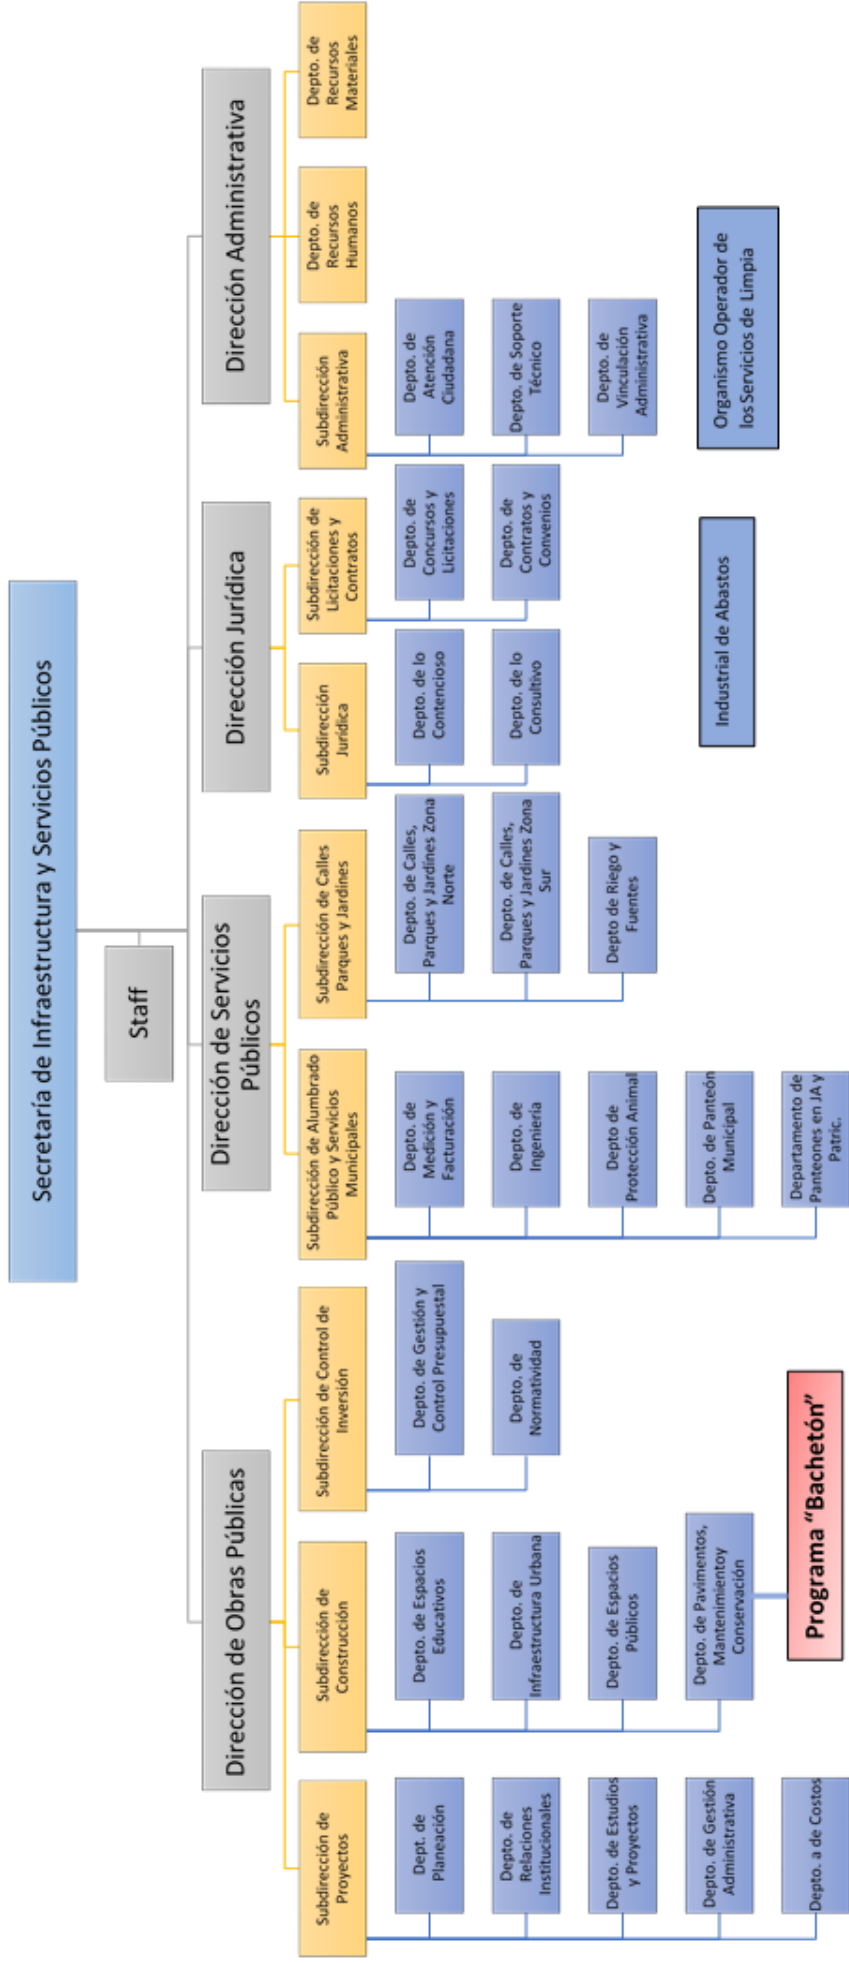 Secretaría de Infraestructura y Servicios Públicos
Staff
Dirección de Obras Públicas
Dirección de Servicios
Públicos
Dirección Jurídica
Dirección Administrativa
Subdirección de
Proyectos
Subdirección de
Construcción
Subdirección de Control de
Inversión
Subdirección de Alumbrado
Público y Servicios
Municipales
Subdirección de Calles
Parques y Jardines
Subdirección
Jurídica
Subdirección de
Licitaciones y
Contratos
Subdirección
Administrativa
Depto. de
Recursos
Humanos
Depto. de
Recursos
Materiales
Dept. de
Planeación
Depto. de
Relaciones
Institucionales
Depto. de Estudios
y Proyectos
Depto. de Gestión
Administrativa
Depto. a de Costos
Depto. de Espacios
Educativos
Depto. de
Infraestructura Urbana
Depto. de Espacios
Públicos
Depto. de Pavimentos,
Mantenimientoy
Conservación
Programa “Bachetón”
Depto. de Gestión y
Control Presupuestal
Depto. de
Normatividad
Depto. de
Medición y
Facturación
Depto. de
Ingeniería
Depto de
Protección Animal
Depto. de Panteón
Municipal
Departamento de
Panteones en JA y
Patric.
Depto. de Calles,
Parques y Jardines Zona
Norte
Depto. de Calles,
Parques y Jardines Zona
Sur
Depto de Riego y
Fuentes
Depto. de lo
Contencioso
Depto. de lo
Consultivo
Depto. de
Concursos y
Licitaciones
Depto. de
Contratos y
Convenios
Depto. de
Atención
Ciudadana
Depto. de Soporte
Técnico
Depto. de
Vinculación
Administrativa
Industrial de Abastos
Organismo Operador de
losServicios de Limpia